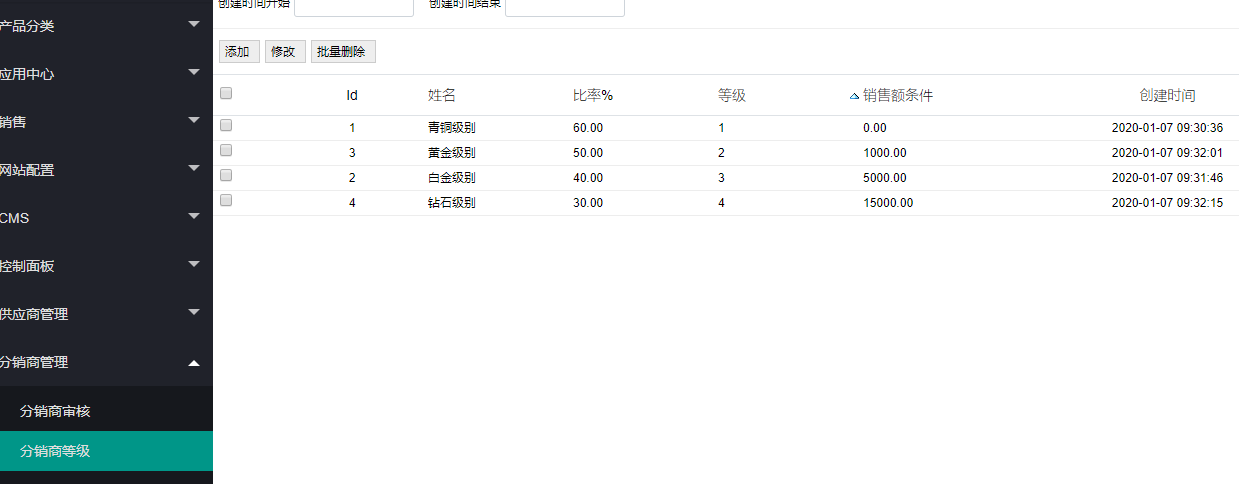 创建时间开始 创建时间结束
添加 修改 批量删除
Id 姓名 比率% 等级 销售额条件 创建时间
1 青铜级别 60.00 1 0.00 2020-01-07 09:30:36
3 黄金级别 50.00 2 1000.00 2020-01-07 09:32:01
2 白金级别 40.00 3 5000.00 2020-01-07 09:31:46
4 钻石级别 30.00 4 15000.00 2020-01-07 09:32:15
产品分类
应用中心
销售
网站配置
CMS
控制面板
供应商管理
分销商管理
分销商审核
分销商等级